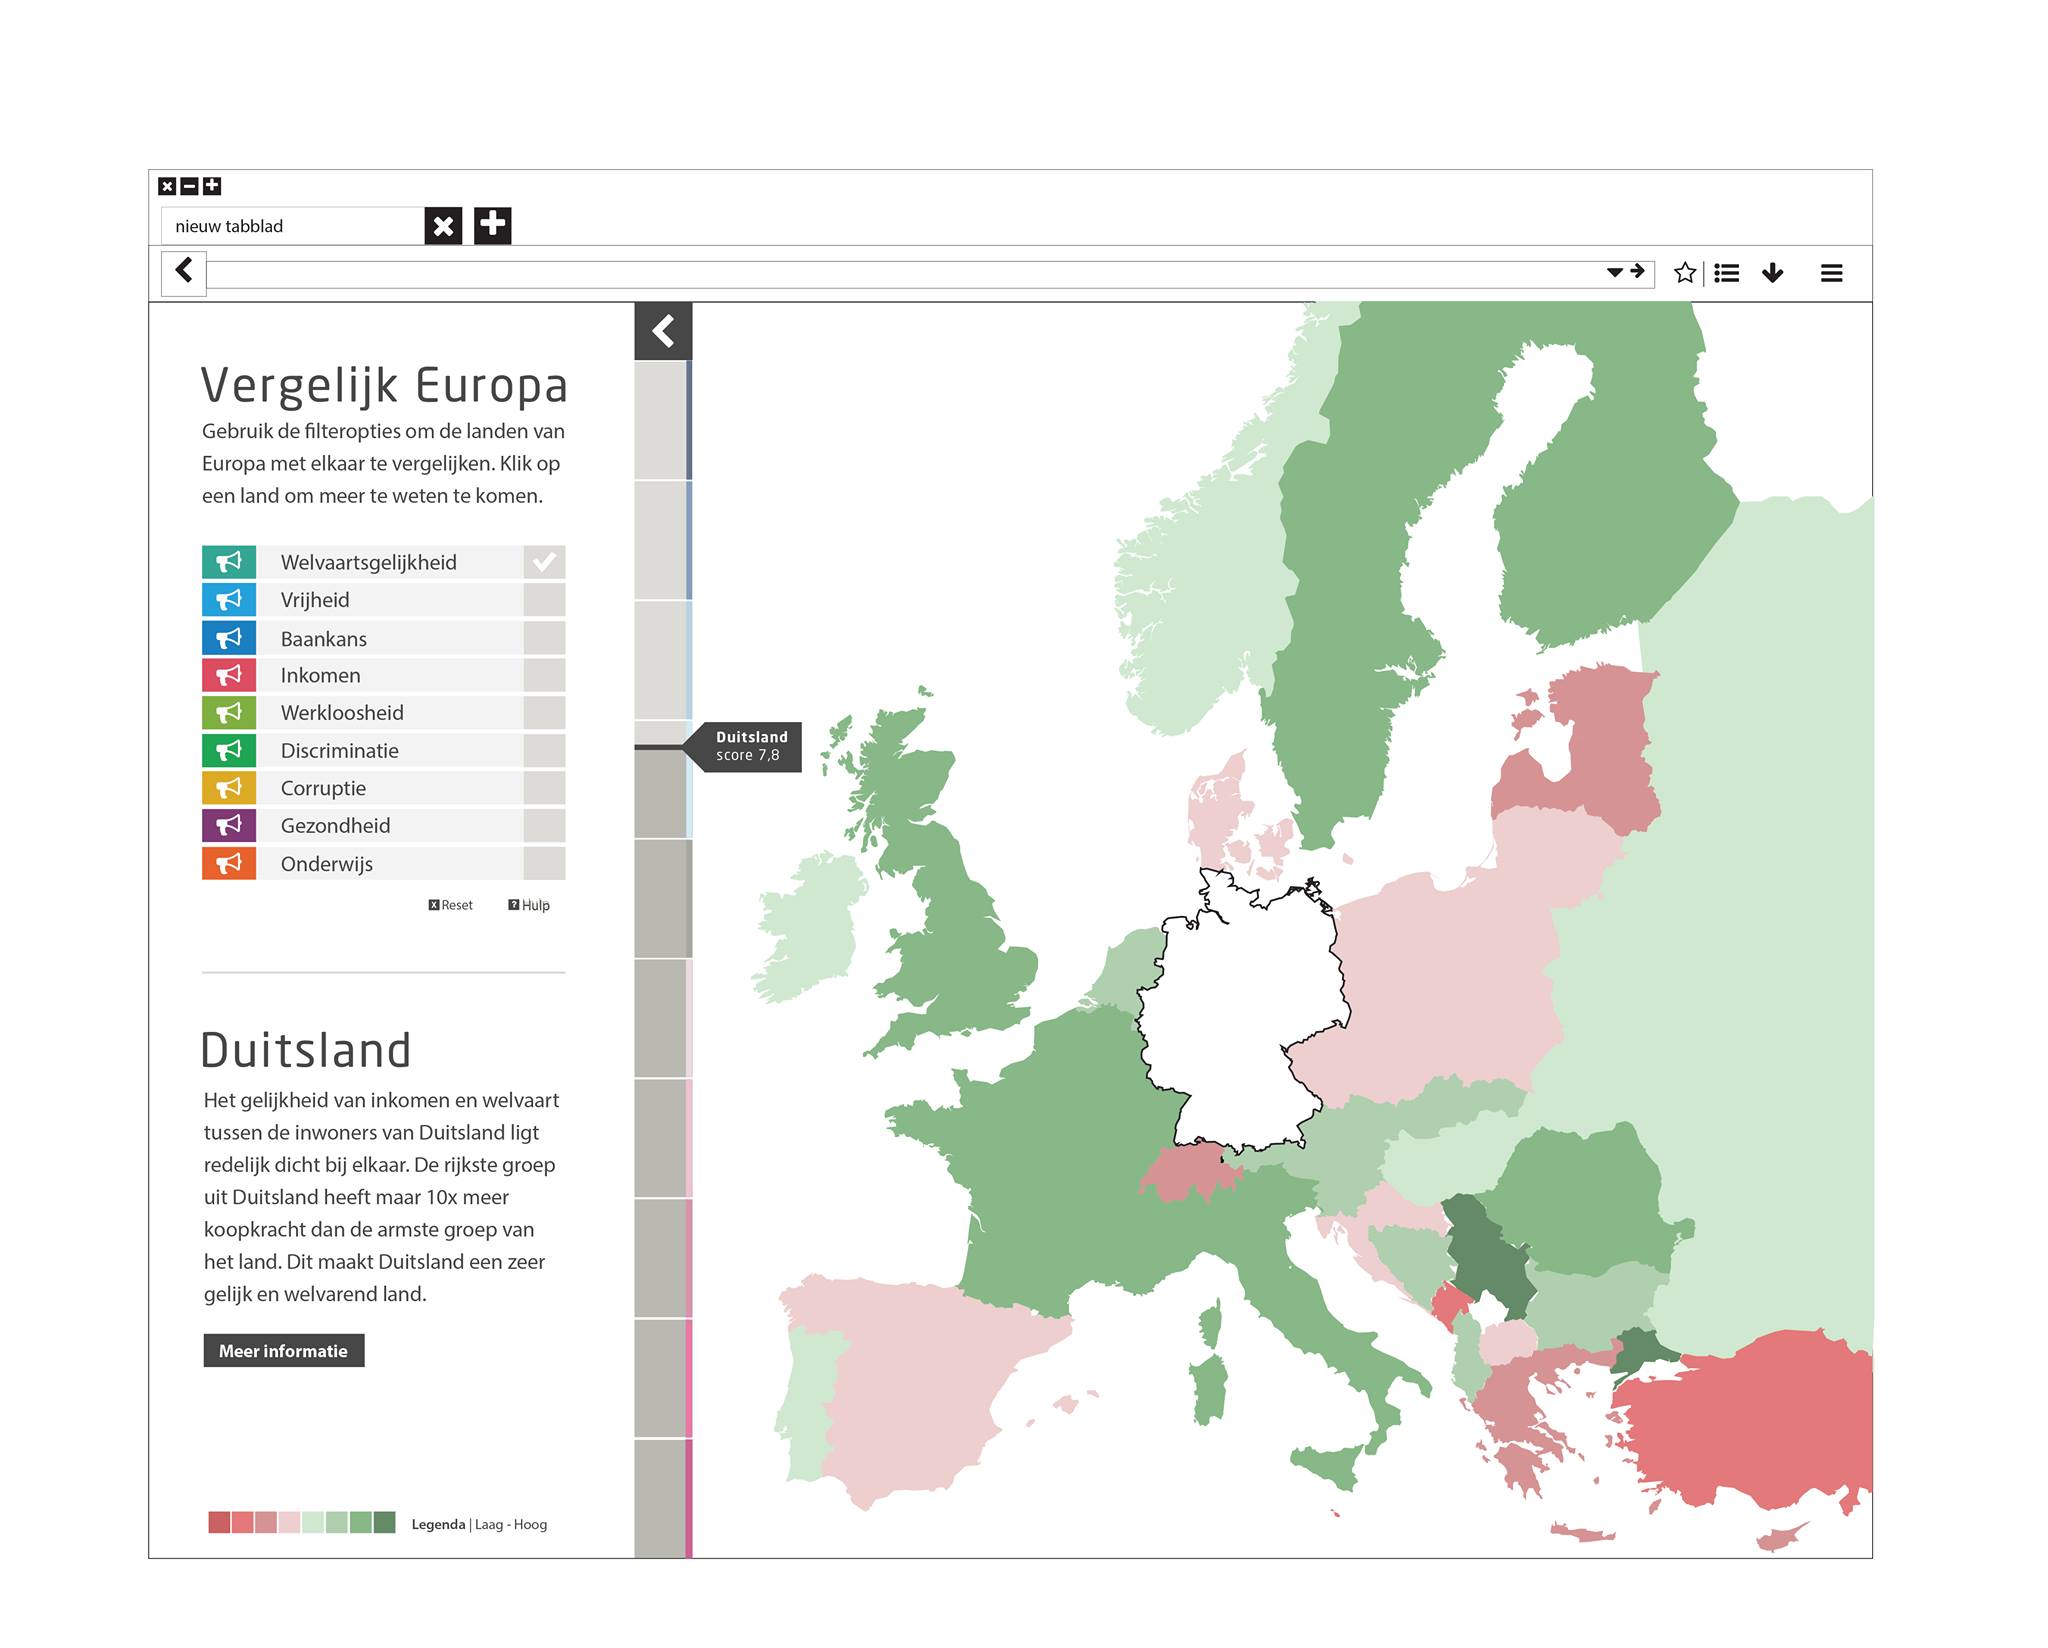 nieuw tabblad
Vergelijk Europa
Gebruik de filteropties om de landen van
Europa met elkaar te vergelijken. Klik op
een land om meer te weten te komen.
Welvaartsgelijkheid
Vrijheid
Baankans
Inkomen
Werkloosheid
Discriminatie
Corruptie
Gezondheid
Onderwijs
x Reset ? Hulp
Duitsland
score 7,8
Duitsland
Het gelijkheid van inkomen en welvaart
tussen de inwoners van Duitsland ligt
redelijk dicht bij elkaar. De rijkste groep
uit Duitsland heeft maar 10x meer
koopkracht dan de armste groep van
het land. Dit maakt Duitsland een zeer
gelijk en welvarend land.
Meer informatie
Legenda | Laag - Hoog